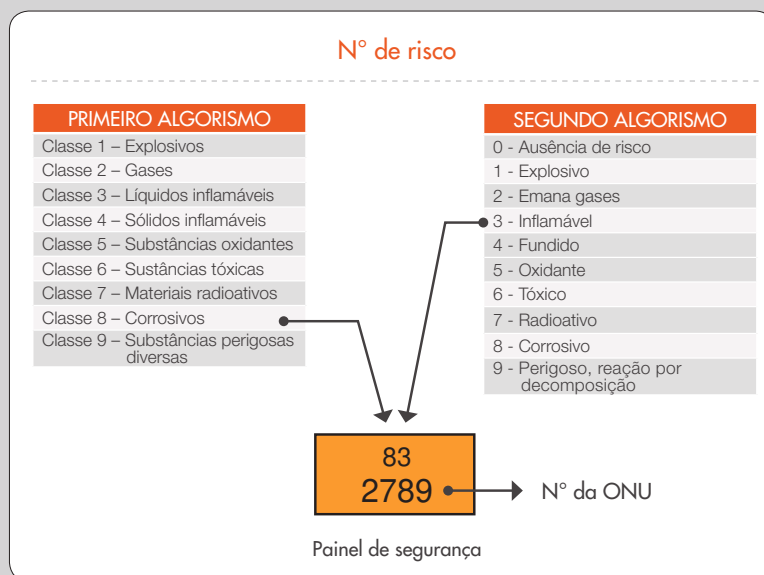 N° de risco
PRIMEIRO ALGORISMO
Classe 1 – Explosivos
Classe 2 – Gases
Classe 3 – Líquidos inflamáveis
Classe 4 – Sólidos inflamáveis
Classe 5 – Substâncias oxidantes
Classe 6 – Sustâncias tóxicas
Classe 7 – Materiais radioativos
Classe 8 – Corrosivos
Classe 9 – Substâncias perigosas
diversas
SEGUNDO ALGORISMO
0 - Ausência de risco
1 - Explosivo
2 - Emana gases
3 - Inflamável
4 - Fundido
5 - Oxidante
6 - Tóxico
7 - Radioativo
8 - Corrosivo
9 - Perigoso, reação por
decomposição
83
2789
N° da ONU
Painel de segurança